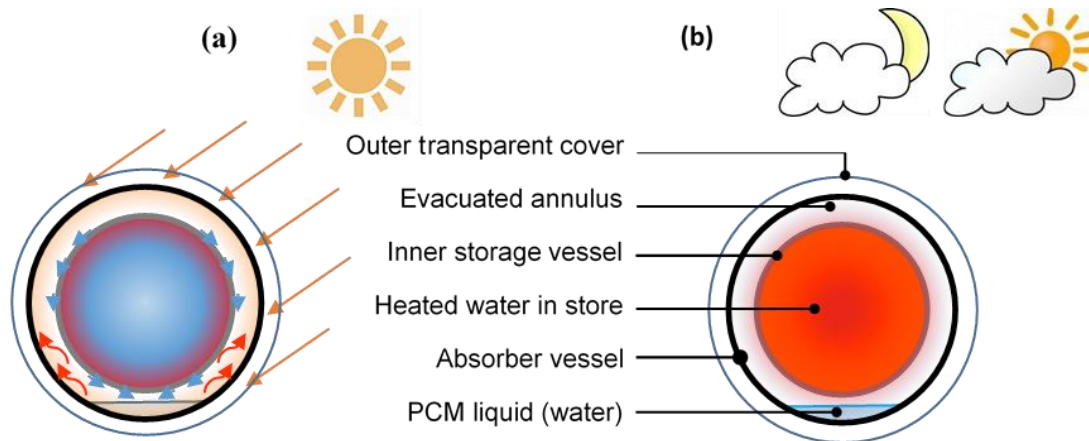 (a)
(b)
Outer transparent cover
Evacuated annulus
Inner storage vessel
Heated water in store
Absorber vessel
PCM liquid (water)